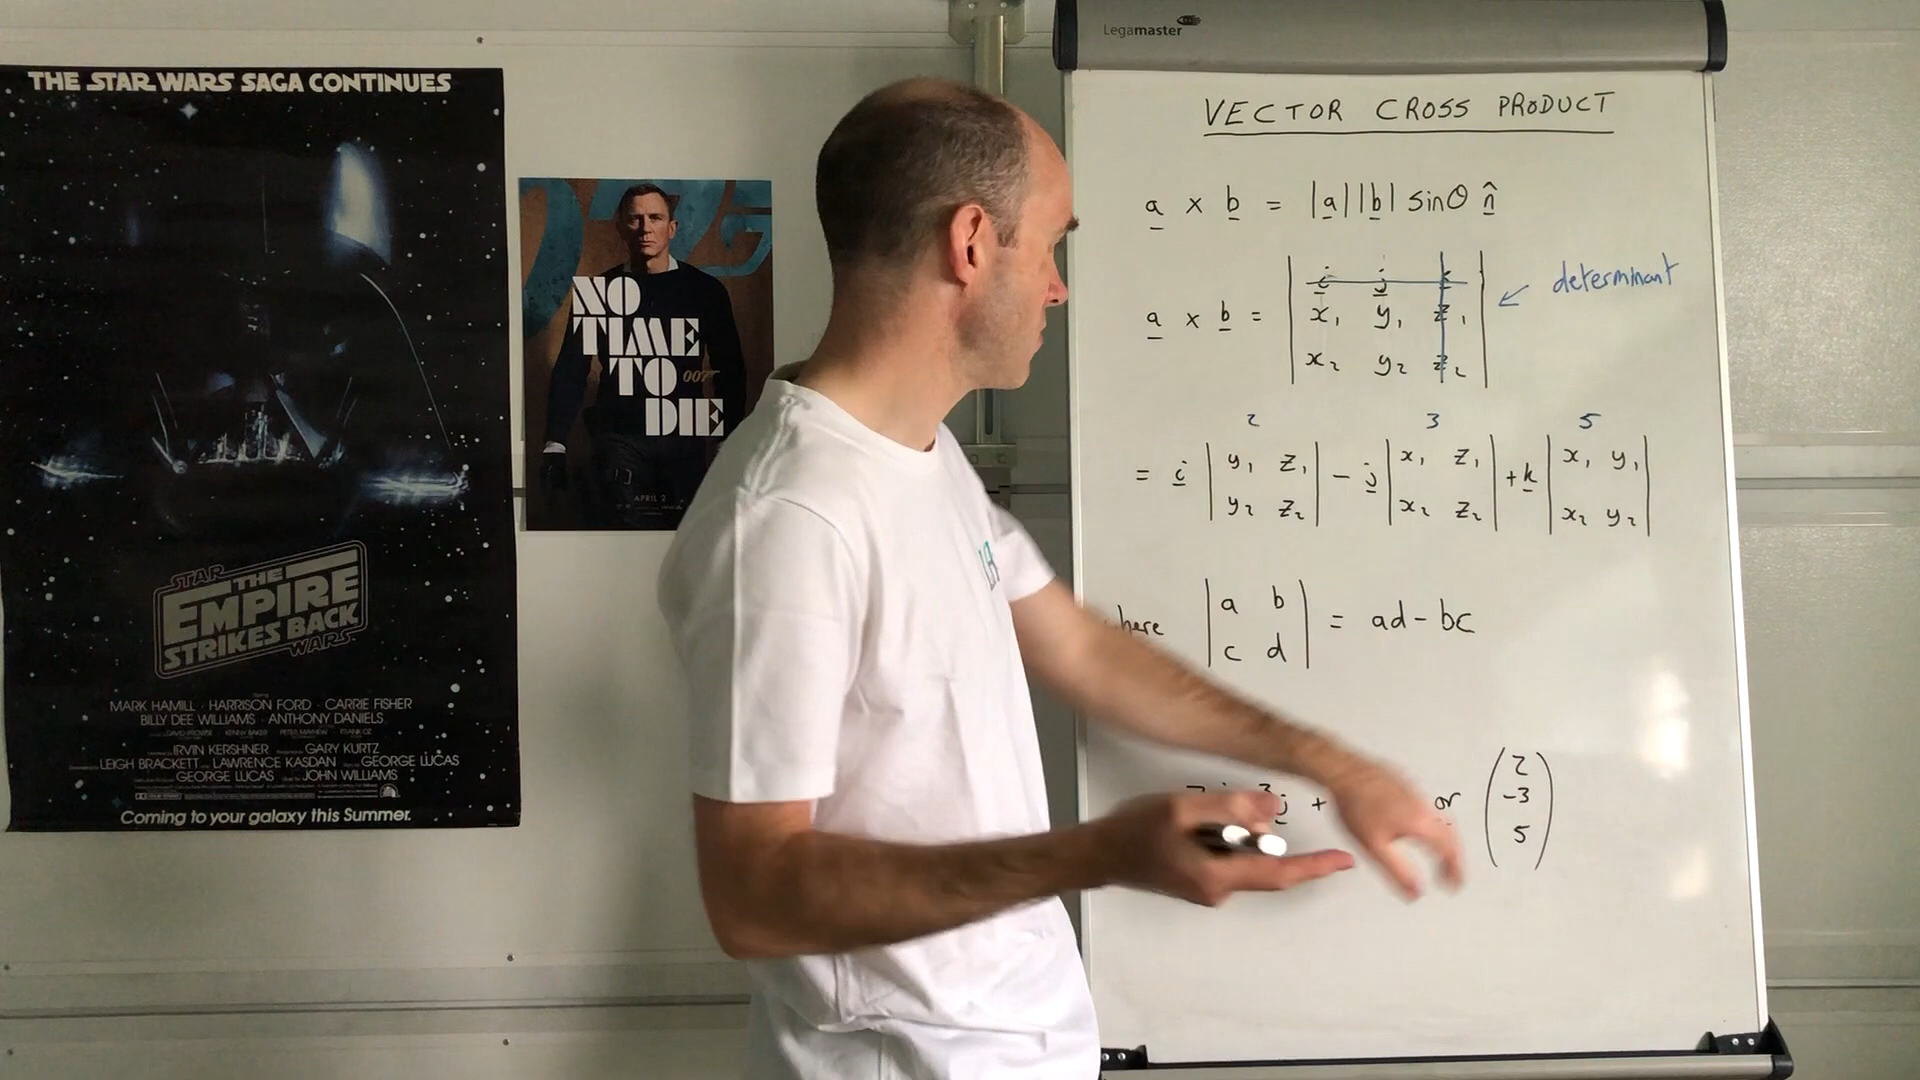 THE STAR WARS SAGA CONTINUES
STAR THE
EMPIRE
STRIKES BACK
WARS
MARK HAMILL · HARRISON FORD · CARRIE FISHER
BILLY DEE WILLIAMS · ANTHONY DANIELS
IRVIN KERSHNER GARY KURTZ
LEIGH BRACKETT LAWRENCE KASDAN GEORGE LUCAS
GEORGE LUCAS JOHN WILLIAMS
Coming to your galaxy this Summer.
NO
TIME
TO 007
DIE
APRIL 2
Legamaster
VECTOR CROSS PRODUCT
a × b = |a||b| sinθ n̂
i j determinant
a × b = x₁ y₁ z₁
x₂ y₂ z₂
2 3 5
= i | y₁ z₁ | - j | x₁ z₁ | + k | x₁ y₁ |
| y₂ z₂ | | x₂ z₂ | | x₂ y₂ |
| a b | = ad - bc
| c d |
j + or ( 2
-3
5 )